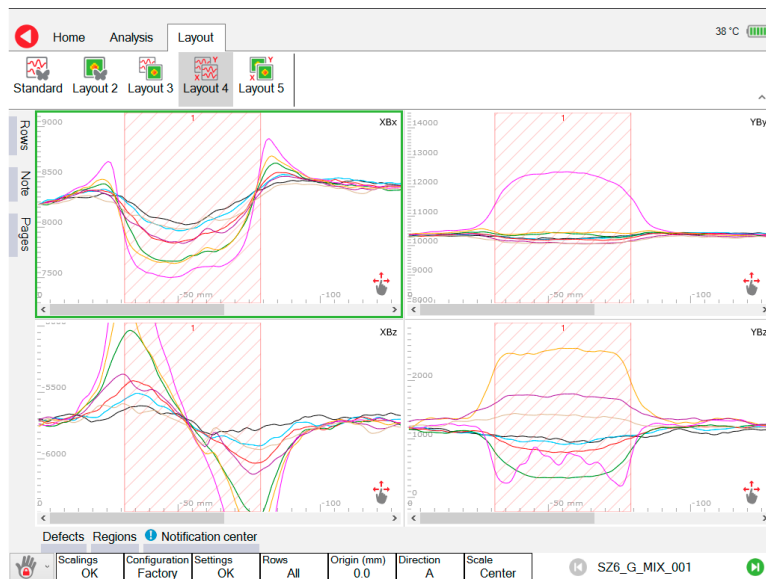 38 °C
Home Analysis Layout
Standard Layout 2 Layout 3 Layout 4 Layout 5
Rows
Note
Pages
9000
8500
8000
7500
0
-50 mm
-100
1
XBx
14000
13000
12000
11000
10000
9000
8000
-50 mm
-100
1
YBy
-5500
-6000
0
-50 mm
-100
1
XBz
2000
1000
0
-50 mm
-100
1
YBz
Defects Regions Notification center
Scalings Configuration Settings Rows Origin (mm) Direction Scale
OK Factory OK All 0.0 A Center
SZ6_G_MIX_001